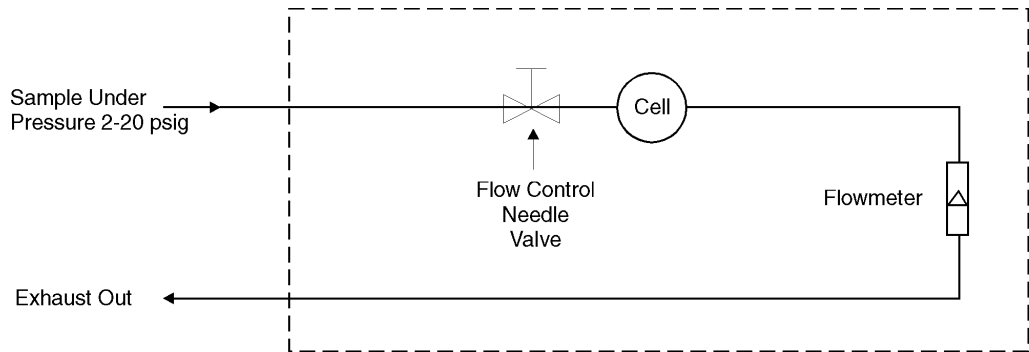 Sample Under
Pressure 2-20 psig
Cell
Flow Control
Needle
Valve
Flowmeter
Exhaust Out